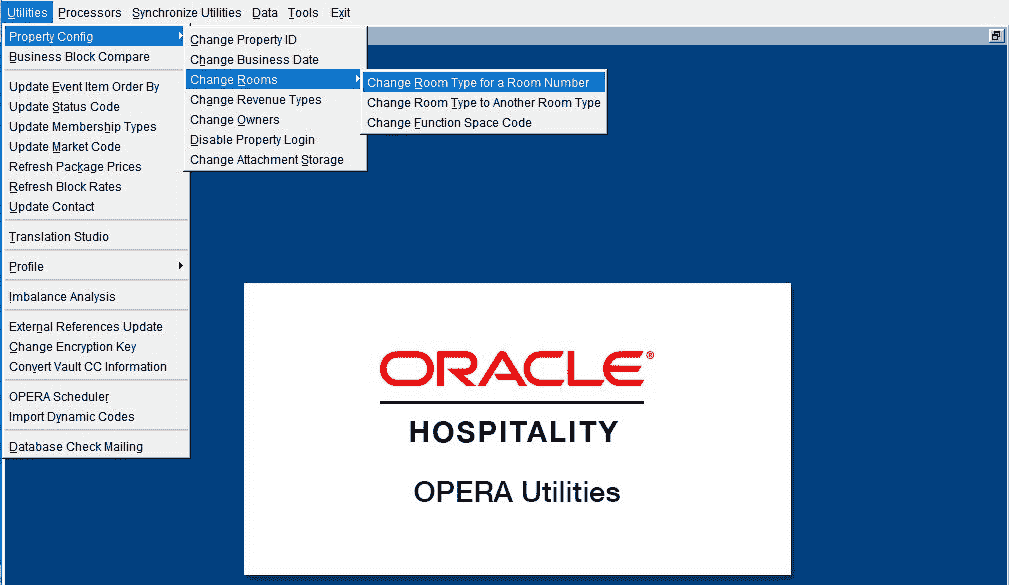 Utilities Processors Synchronize Utilities Data Tools Exit
Property Config
Business Block Compare
Update Event Item Order By
Update Status Code
Update Membership Types
Update Market Code
Refresh Package Prices
Refresh Block Rates
Update Contact
Translation Studio
Profile
Imbalance Analysis
External References Update
Change Encryption Key
Convert Vault CC Information
OPERA Scheduler
Import Dynamic Codes
Database Check Mailing
Change Property ID
Change Business Date
Change Rooms
Change Revenue Types
Change Owners
Disable Property Login
Change Attachment Storage
Change Room Type for a Room Number
Change Room Type to Another Room Type
Change Function Space Code
ORACLE®
HOSPITALITY
OPERA Utilities